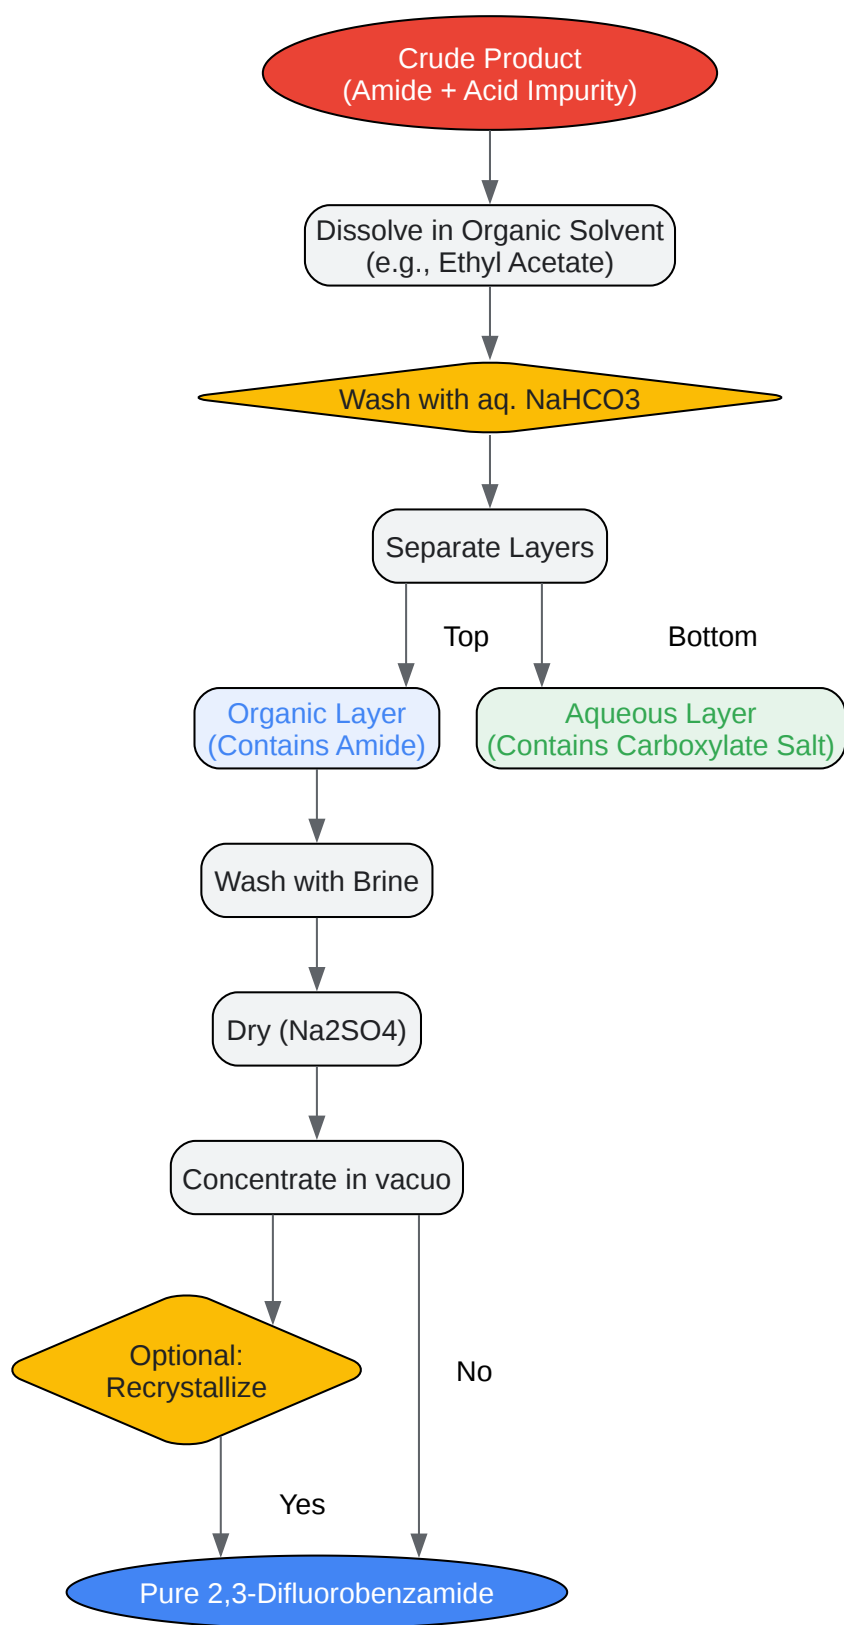 Crude Product
(Amide + Acid Impurity)
Dissolve in Organic Solvent
(e.g., Ethyl Acetate)
Wash with aq. NaHCO3
Separate Layers
Top
Bottom
Organic Layer
(Contains Amide)
Aqueous Layer
(Contains Carboxylate Salt)
Wash with Brine
Dry (Na2SO4)
Concentrate in vacuo
Optional:
Recrystallize
No
Yes
Pure 2,3-Difluorobenzamide